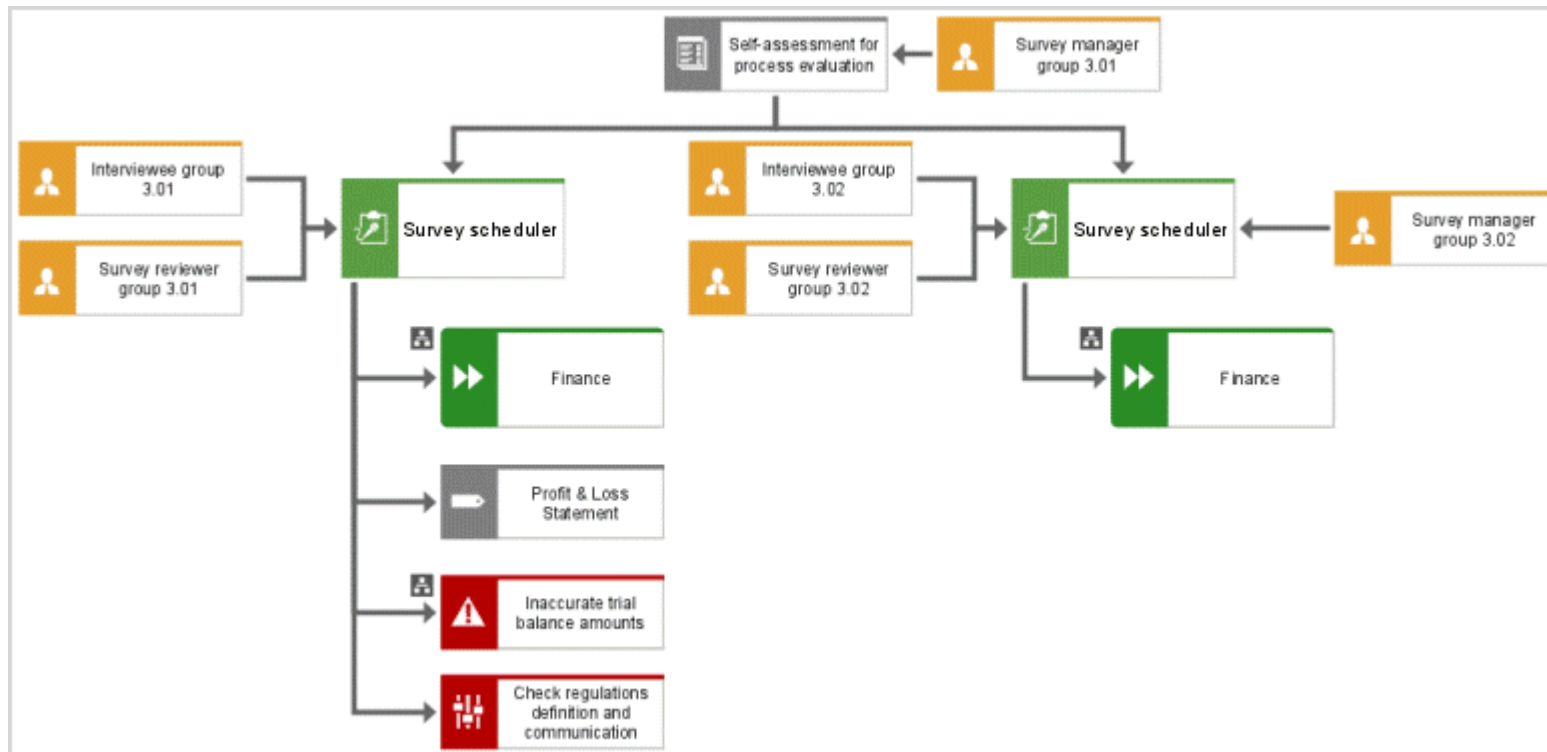 Self-assessment for
process evaluation
Survey manager
group 3.01
Interviewee group
3.01
Survey reviewer
group 3.01
Survey scheduler
Interviewee group
3.02
Survey reviewer
group 3.02
Survey scheduler
Survey manager
group 3.02
Finance
Profit & Loss
Statement
Inaccurate trial
balance amounts
Check regulations
definition and
communication
Finance